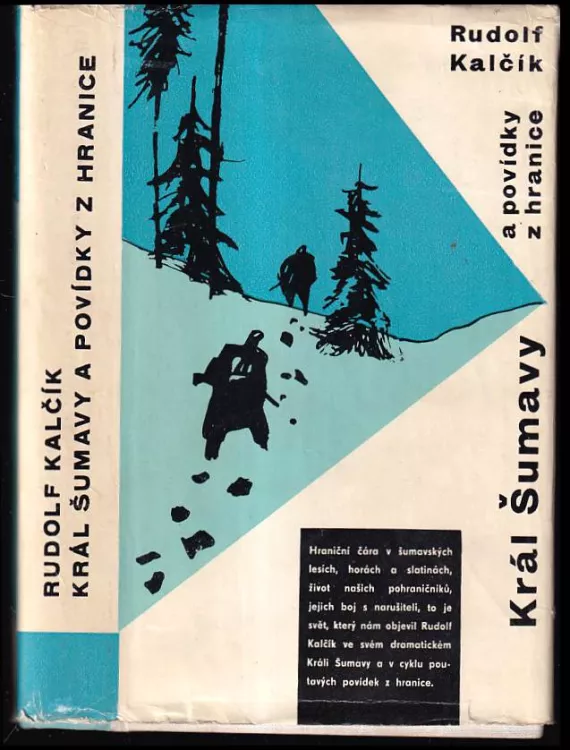 RUDOLF KALČÍK
KRÁL ŠUMAVY A POVÍDKY Z HRANICE
Rudolf
Kalčík
Král Šumavy
a povídky
z hranice
Hraniční čára v šumavských
lesích, horách a slatinách,
život našich pohraničníků,
jejich boj s narušiteli, to je
svět, který nám objevil Rudolf
Kalčík ve svém dramatickém
Králi Šumavy a v cyklu pou-
tavých povídek z hranice.